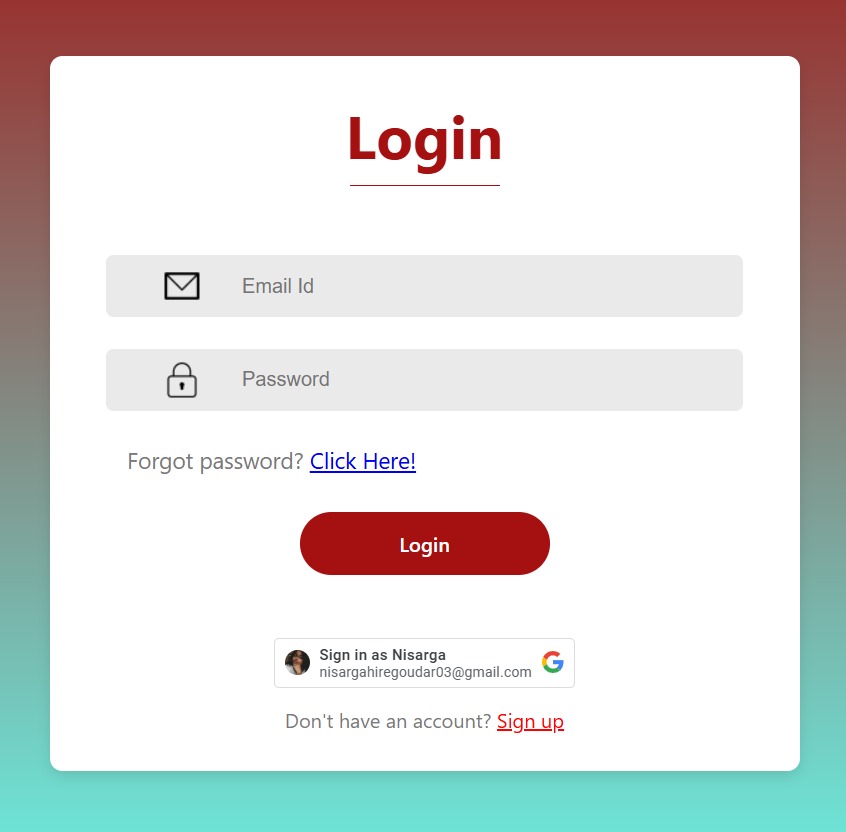 Login
Email Id
Password
Forgot password? Click Here!
Login
Sign in as Nisarga
nisargahiregoudar03@gmail.com
Don't have an account? Sign up